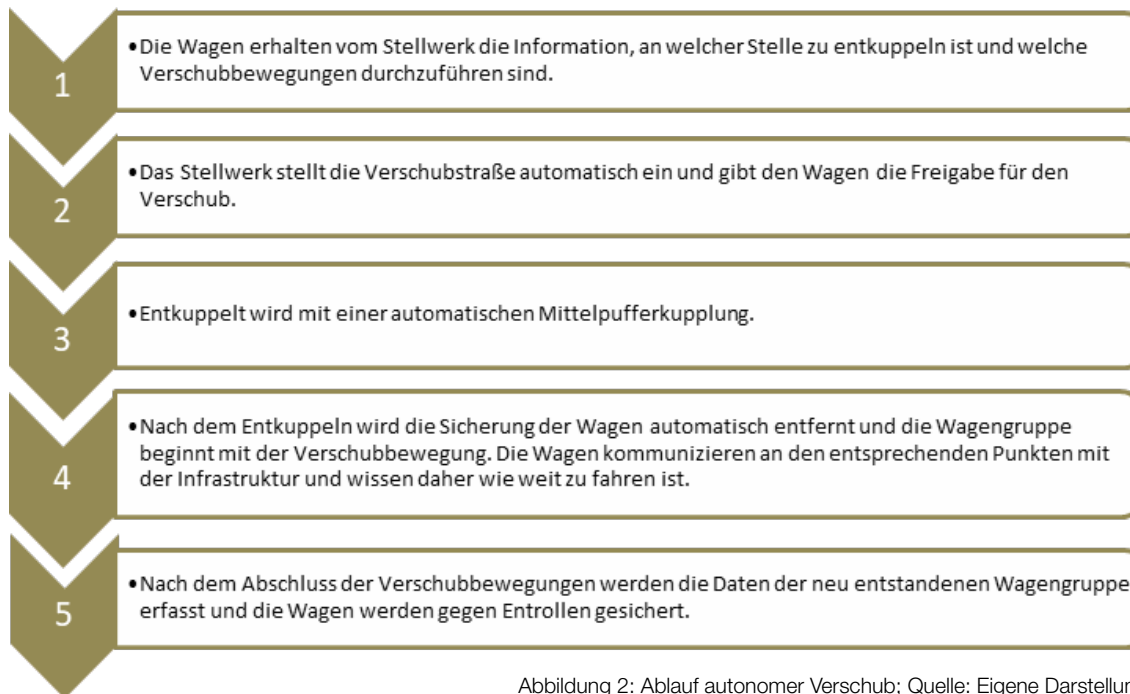 1
•Die Wagen erhalten vom Stellwerk die Information, an welcher Stelle zu entkuppeln ist und welche
Verschubbewegungen durchzuführen sind.
2
•Das Stellwerk stellt die Verschubstraße automatisch ein und gibt den Wagen die Freigabe für den
Verschub.
3
•Entkuppelt wird mit einer automatischen Mittelpufferkupplung.
4
•Nach dem Entkuppeln wird die Sicherung der Wagen automatisch entfernt und die Wagengruppe
beginnt mit der Verschubbewegung. Die Wagen kommunizieren an den entsprechenden Punkten mit
der Infrastruktur und wissen daher wie weit zu fahren ist.
5
•Nach dem Abschluss der Verschubbewegungen werden die Daten der neu entstandenen Wagengruppe
erfasst und die Wagen werden gegen Entrollen gesichert.
Abbildung 2: Ablauf autonomer Verschub; Quelle: Eigene